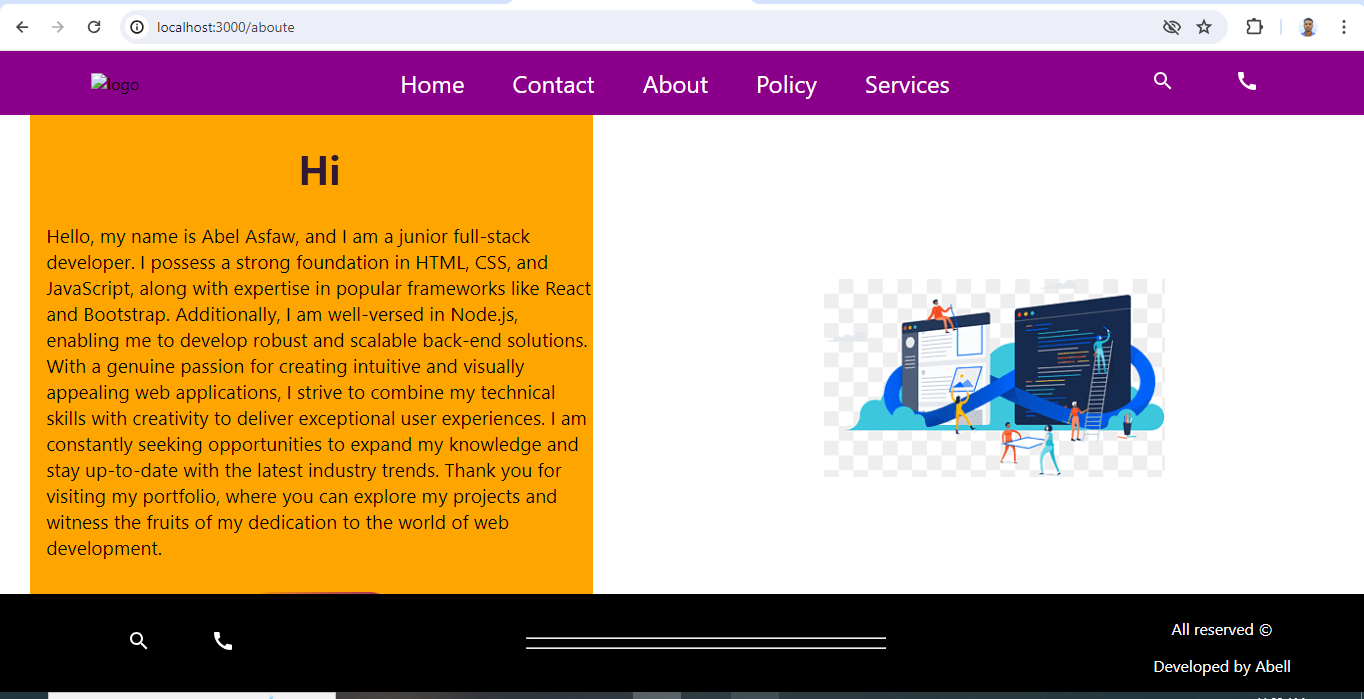 localhost:3000/aboute
logo
Home Contact About Policy Services
Hi
Hello, my name is Abel Asfaw, and I am a junior full-stack
developer. I possess a strong foundation in HTML, CSS, and
JavaScript, along with expertise in popular frameworks like React
and Bootstrap. Additionally, I am well-versed in Node.js,
enabling me to develop robust and scalable back-end solutions.
With a genuine passion for creating intuitive and visually
appealing web applications, I strive to combine my technical
skills with creativity to deliver exceptional user experiences. I am
constantly seeking opportunities to expand my knowledge and
stay up-to-date with the latest industry trends. Thank you for
visiting my portfolio, where you can explore my projects and
witness the fruits of my dedication to the world of web
development.
All reserved ©
Developed by Abell